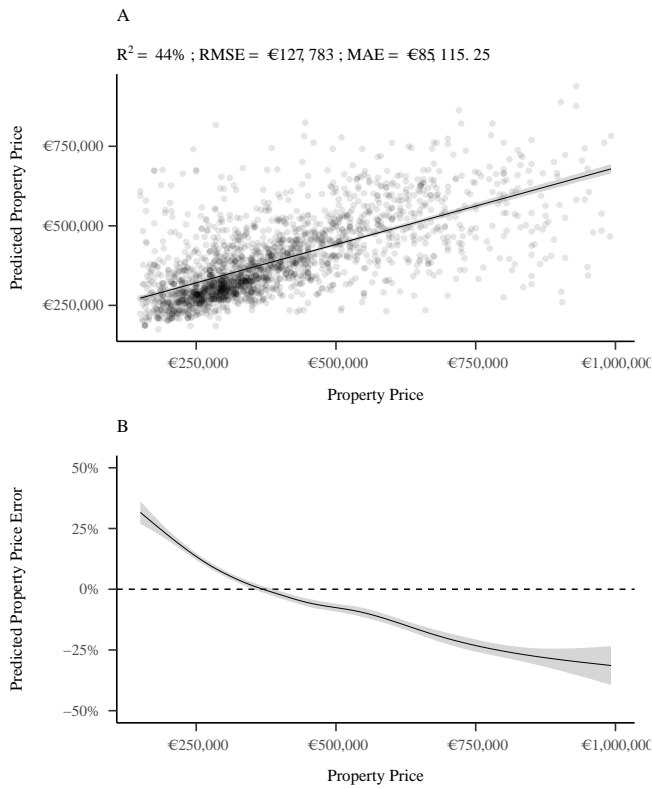 A
R² = 44% ; RMSE = €127,783 ; MAE = €85,115.25
Predicted Property Price
€750,000
€500,000
€250,000
€250,000 €500,000 €750,000 €1,000,000
Property Price
B
Predicted Property Price Error
50%
25%
0%
−25%
−50%
€250,000 €500,000 €750,000 €1,000,000
Property Price